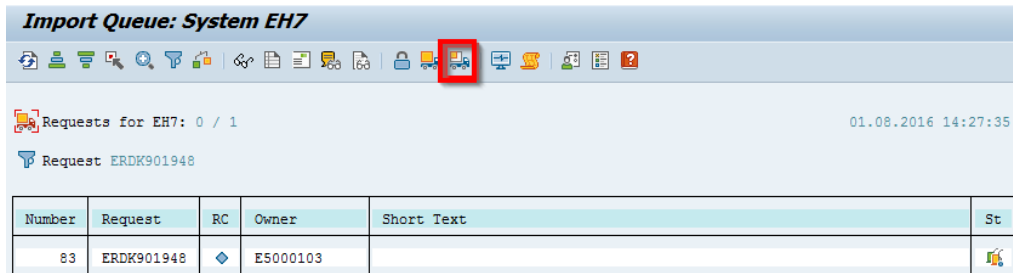 Import Queue: System EH7
Requests for EH7: 0 / 1 01.08.2016 14:27:35
Request ERDK901948
Number Request RC Owner Short Text St
83 ERDK901948 E5000103